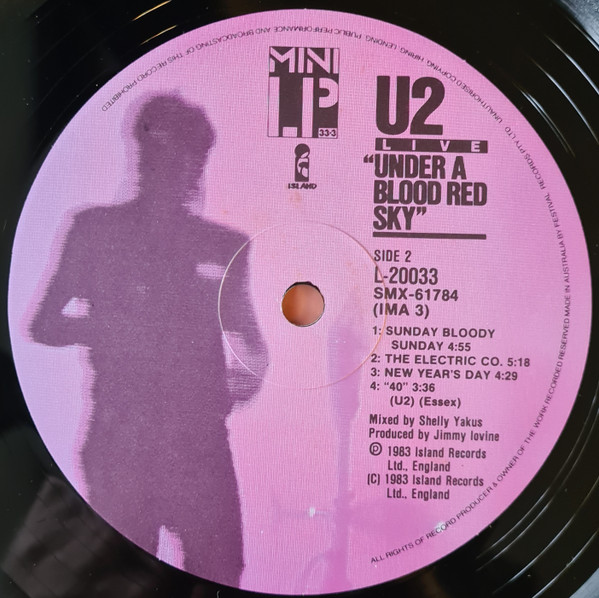 MINI
LP
33·3
ISLAND
U2
LIVE
"UNDER A
BLOOD RED
SKY"
SIDE 2
L-20033
SMX-61784
(IMA 3)
1: SUNDAY BLOODY
SUNDAY 4:55
2: THE ELECTRIC CO. 5:18
3: NEW YEAR'S DAY 4:29
4: "40" 3:36
(U2) (Essex)
Mixed by Shelly Yakus
Produced by Jimmy Iovine
Ⓟ 1983 Island Records
Ltd., England
(C) 1983 Island Records
Ltd., England
ALL RIGHTS OF RECORD PRODUCER & OWNER OF THE WORK RECORDED RESERVED MADE IN AUSTRALIA BY FESTIVAL RECORDS PTY LTD. UNAUTHORISED COPYING, HIRING, LENDING, PUBLIC PERFORMANCE AND BROADCASTING OF THIS RECORD PROHIBITED